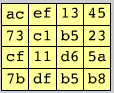 ac ef 13 45
73 c1 b5 23
cf 11 d6 5a
7b df b5 b8